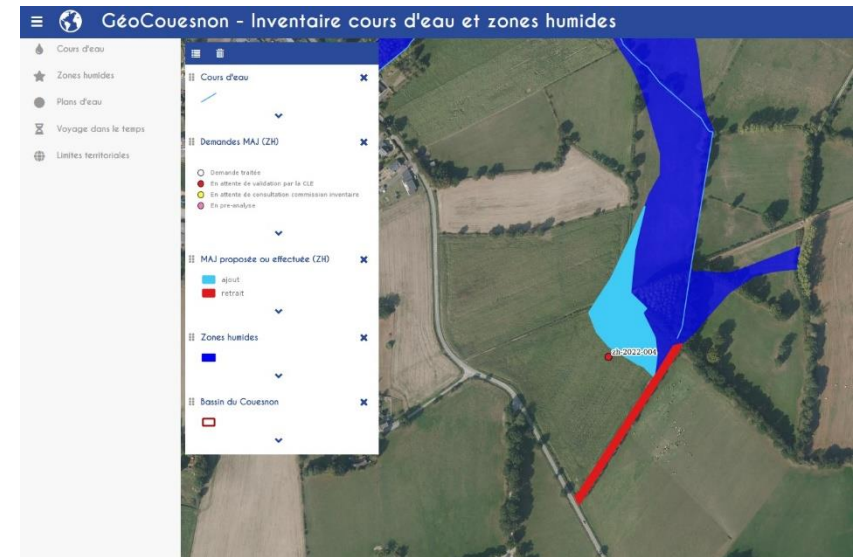 GéoCouesnon - Inventaire cours d'eau et zones humides
Cours d'eau
Zones humides
Plans d'eau
Voyage dans le temps
Limites territoriales
Cours d'eau
Demandes MAJ (ZH)
Demande traitée
En attente de validation par la CLE
En attente de consultation commission inventaire
En pre-analyse
MAJ proposée ou effectuée (ZH)
ajout
retrait
Zones humides
Bassin du Couesnon
zh-2022-004